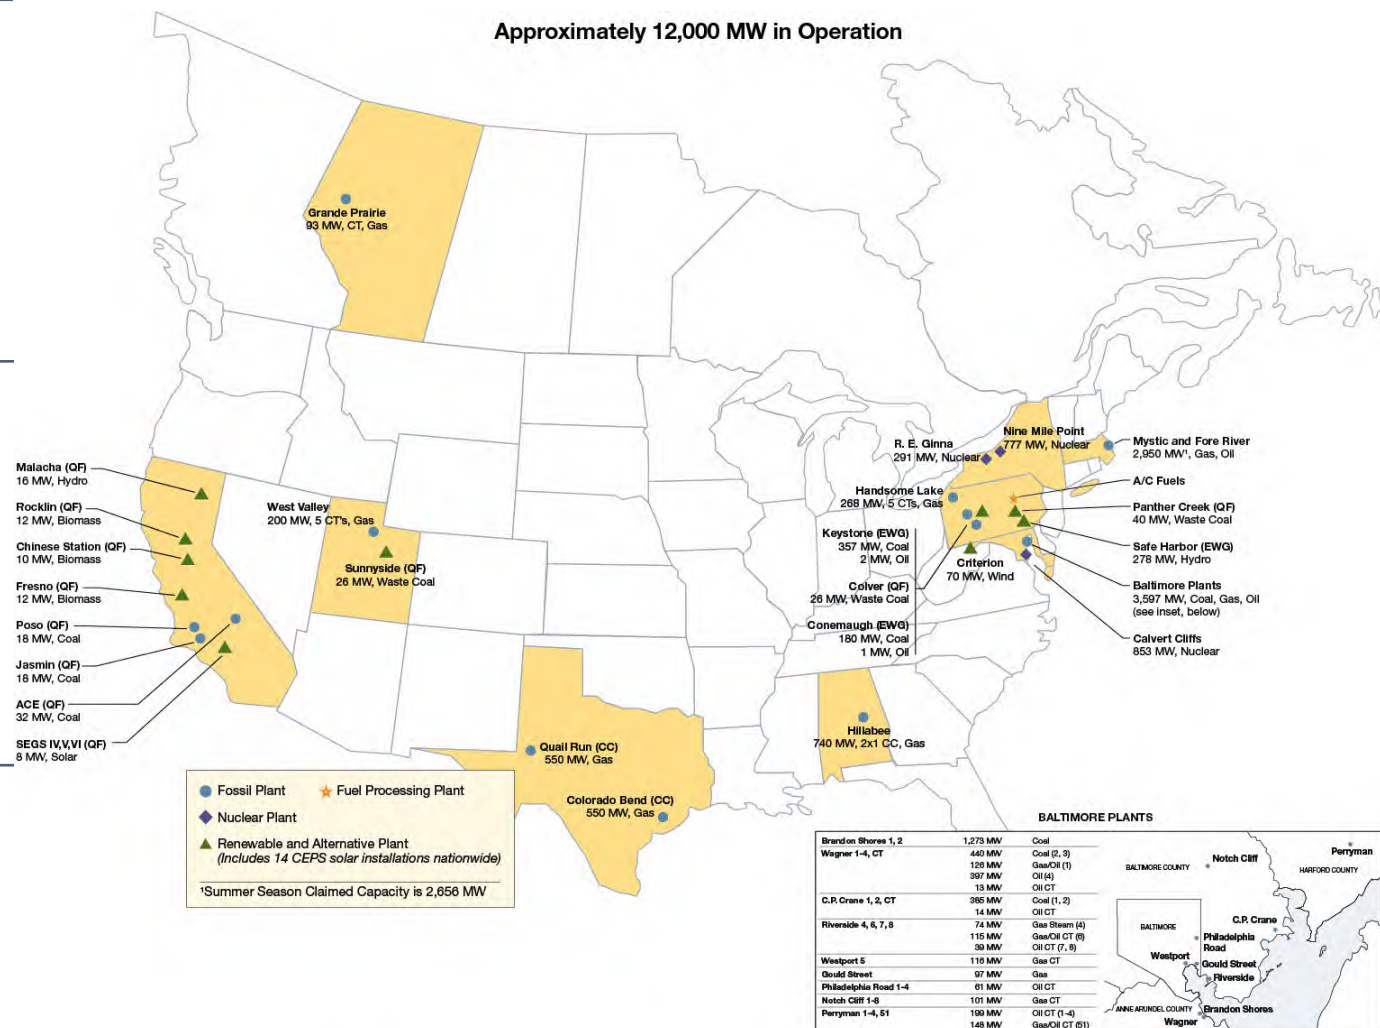 Approximately 12,000 MW in Operation
Grande Prairie
93 MW, CT, Gas
Malacha (QF)
16 MW, Hydro
Rocklin (QF)
12 MW, Biomass
Chinese Station (QF)
10 MW, Biomass
Fresno (QF)
12 MW, Biomass
Poso (QF)
18 MW, Coal
Jasmin (QF)
18 MW, Coal
ACE (QF)
32 MW, Coal
SEGS IV,V,VI (QF)
8 MW, Solar
West Valley
200 MW, 5 CT's, Gas
Sunnyside (QF)
26 MW, Waste Coal
Quail Run (CC)
550 MW, Gas
Colorado Bend (CC)
550 MW, Gas
Hillabee
740 MW, 2x1 CC, Gas
R. E. Ginna
291 MW, Nuclear
Nine Mile Point
777 MW, Nuclear
Handsome Lake
268 MW, 5 CTs, Gas
Keystone (EWG)
357 MW, Coal
2 MW, Oil
Colver (QF)
26 MW, Waste Coal
Conemaugh (EWG)
180 MW, Coal
1 MW, Oil
Criterion
70 MW, Wind
Mystic and Fore River
2,950 MW¹, Gas, Oil
A/C Fuels
Panther Creek (QF)
40 MW, Waste Coal
Safe Harbor (EWG)
278 MW, Hydro
Baltimore Plants
3,597 MW, Coal, Gas, Oil
(see inset, below)
Calvert Cliffs
853 MW, Nuclear
Fossil Plant
Fuel Processing Plant
Nuclear Plant
Renewable and Alternative Plant
(Includes 14 CEPS solar installations nationwide)
¹Summer Season Claimed Capacity is 2,656 MW
BALTIMORE PLANTS
Brandon Shores 1, 2 1,273 MW Coal
Wagner 1-4, CT 440 MW Coal (2, 3)
126 MW Gas/Oil (1)
397 MW Oil (4)
13 MW Oil CT
C.P. Crane 1, 2, CT 385 MW Coal (1, 2)
14 MW Oil CT
Riverside 4, 6, 7, 8 74 MW Gas Steam (4)
115 MW Gas/Oil CT (6)
39 MW Oil CT (7, 8)
Westport 5 116 MW Gas CT
Gould Street 97 MW Gas
Philadelphia Road 1-4 61 MW Oil CT
Notch Cliff 1-8 101 MW Gas CT
Perryman 1-4, 51 199 MW Oil CT (1-4)
148 MW Gas/Oil CT (51)
BALTIMORE COUNTY
Notch Cliff
Perryman
HARFORD COUNTY
C.P. Crane
BALTIMORE
Philadelphia
Road
Westport
Gould Street
Riverside
ANNE ARUNDEL COUNTY
Brandon Shores
Wagner